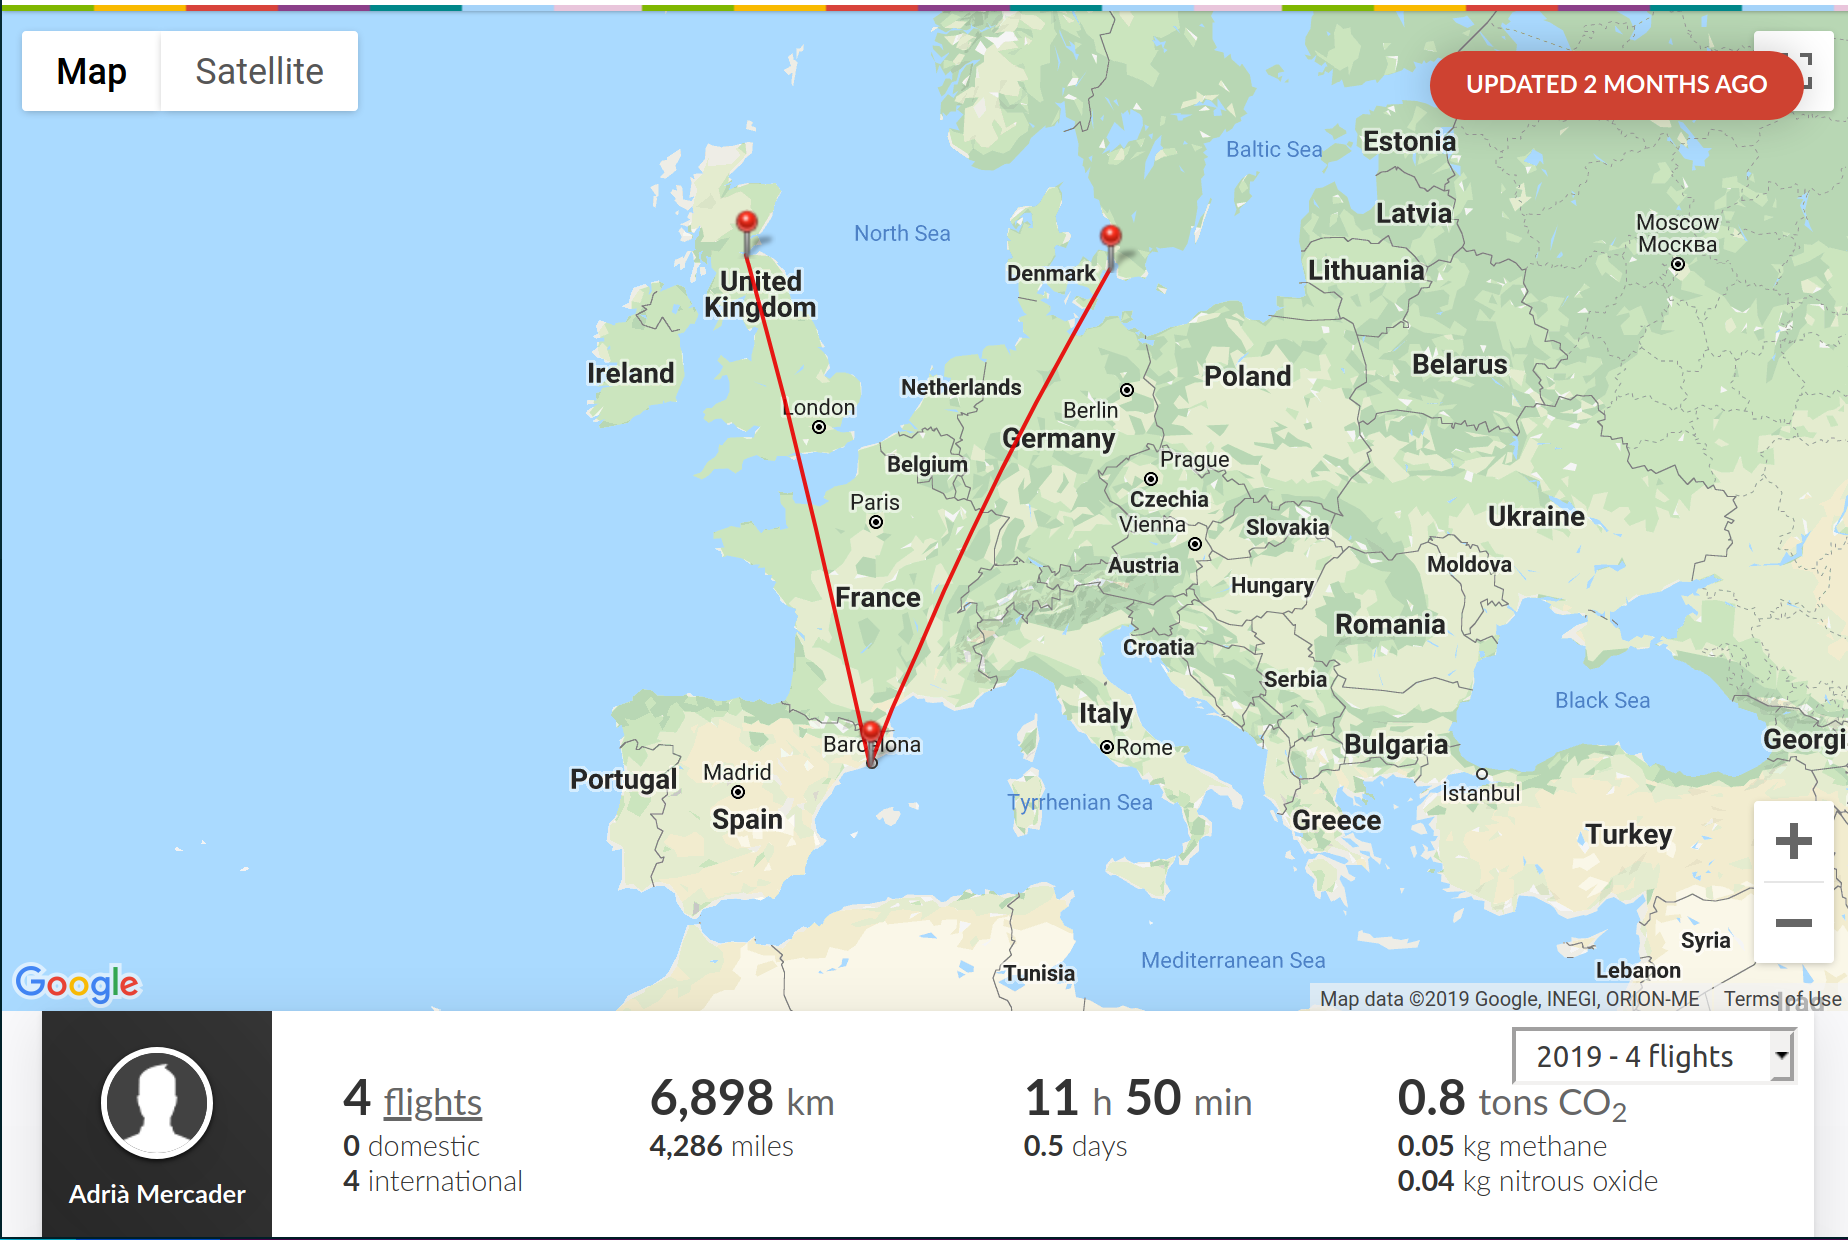 Map
Satellite
UPDATED 2 MONTHS AGO
Estonia
Baltic Sea
Latvia
Moscow
Москва
North Sea
Denmark
Lithuania
United
Kingdom
Ireland
Netherlands
Poland
Belarus
London
Berlin
Germany
Belgium
Prague
Paris
Czechia
Vienna
Slovakia
Ukraine
Austria
Moldova
Hungary
France
Romania
Croatia
Serbia
Black Sea
Italy
Barcelona
Rome
Bulgaria
Georgi
Portugal
Madrid
İstanbul
Tyrrhenian Sea
Spain
Greece
Turkey
Syria
Mediterranean Sea
Tunisia
Lebanon
Google
Map data ©2019 Google, INEGI, ORION-ME
Terms of Use
Iraq
2019 - 4 flights
4 flights
0 domestic
4 international
6,898 km
4,286 miles
11 h 50 min
0.5 days
0.8 tons CO2
0.05 kg methane
0.04 kg nitrous oxide
Adrià Mercader